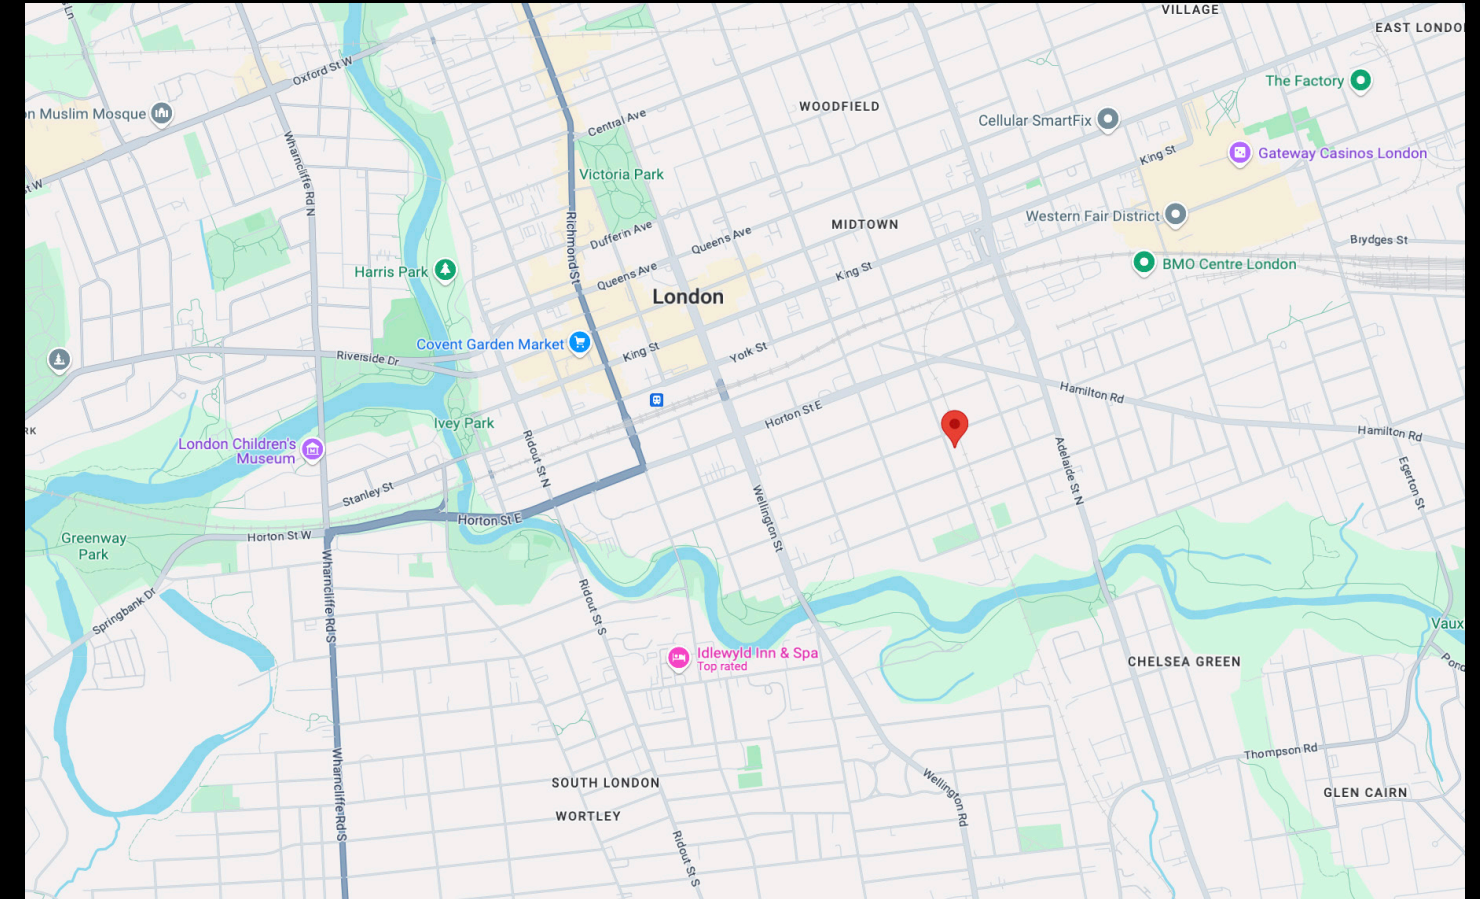 VILLAGE
EAST LONDO
Ln
Oxford St W
The Factory
WOODFIELD
n Muslim Mosque
Cellular SmartFix
Central Ave
Wharncliffe Rd N
King St
Gateway Casinos London
Victoria Park
t W
Richmond St
Western Fair District
MIDTOWN
Dufferin Ave
Queens Ave
Brydges St
Harris Park
Queens Ave
King St
BMO Centre London
London
Covent Garden Market
King St
York St
Riverside Dr
Hamilton Rd
Horton St E
Ivey Park
RK
London Children's
Museum
Ridout St N
Hamilton Rd
Adelaide St N
Egerton St
Stanley St
Wellington St
Horton St E
Horton St W
Greenway
Park
Wharncliffe Rd S
Springbank Dr
Ridout St S
Vaux
Idlewyld Inn & Spa
Top rated
CHELSEA GREEN
Pond
Thompson Rd
SOUTH LONDON
Wharncliffe Rd S
Wellington Rd
GLEN CAIRN
WORTLEY
Ridout St S